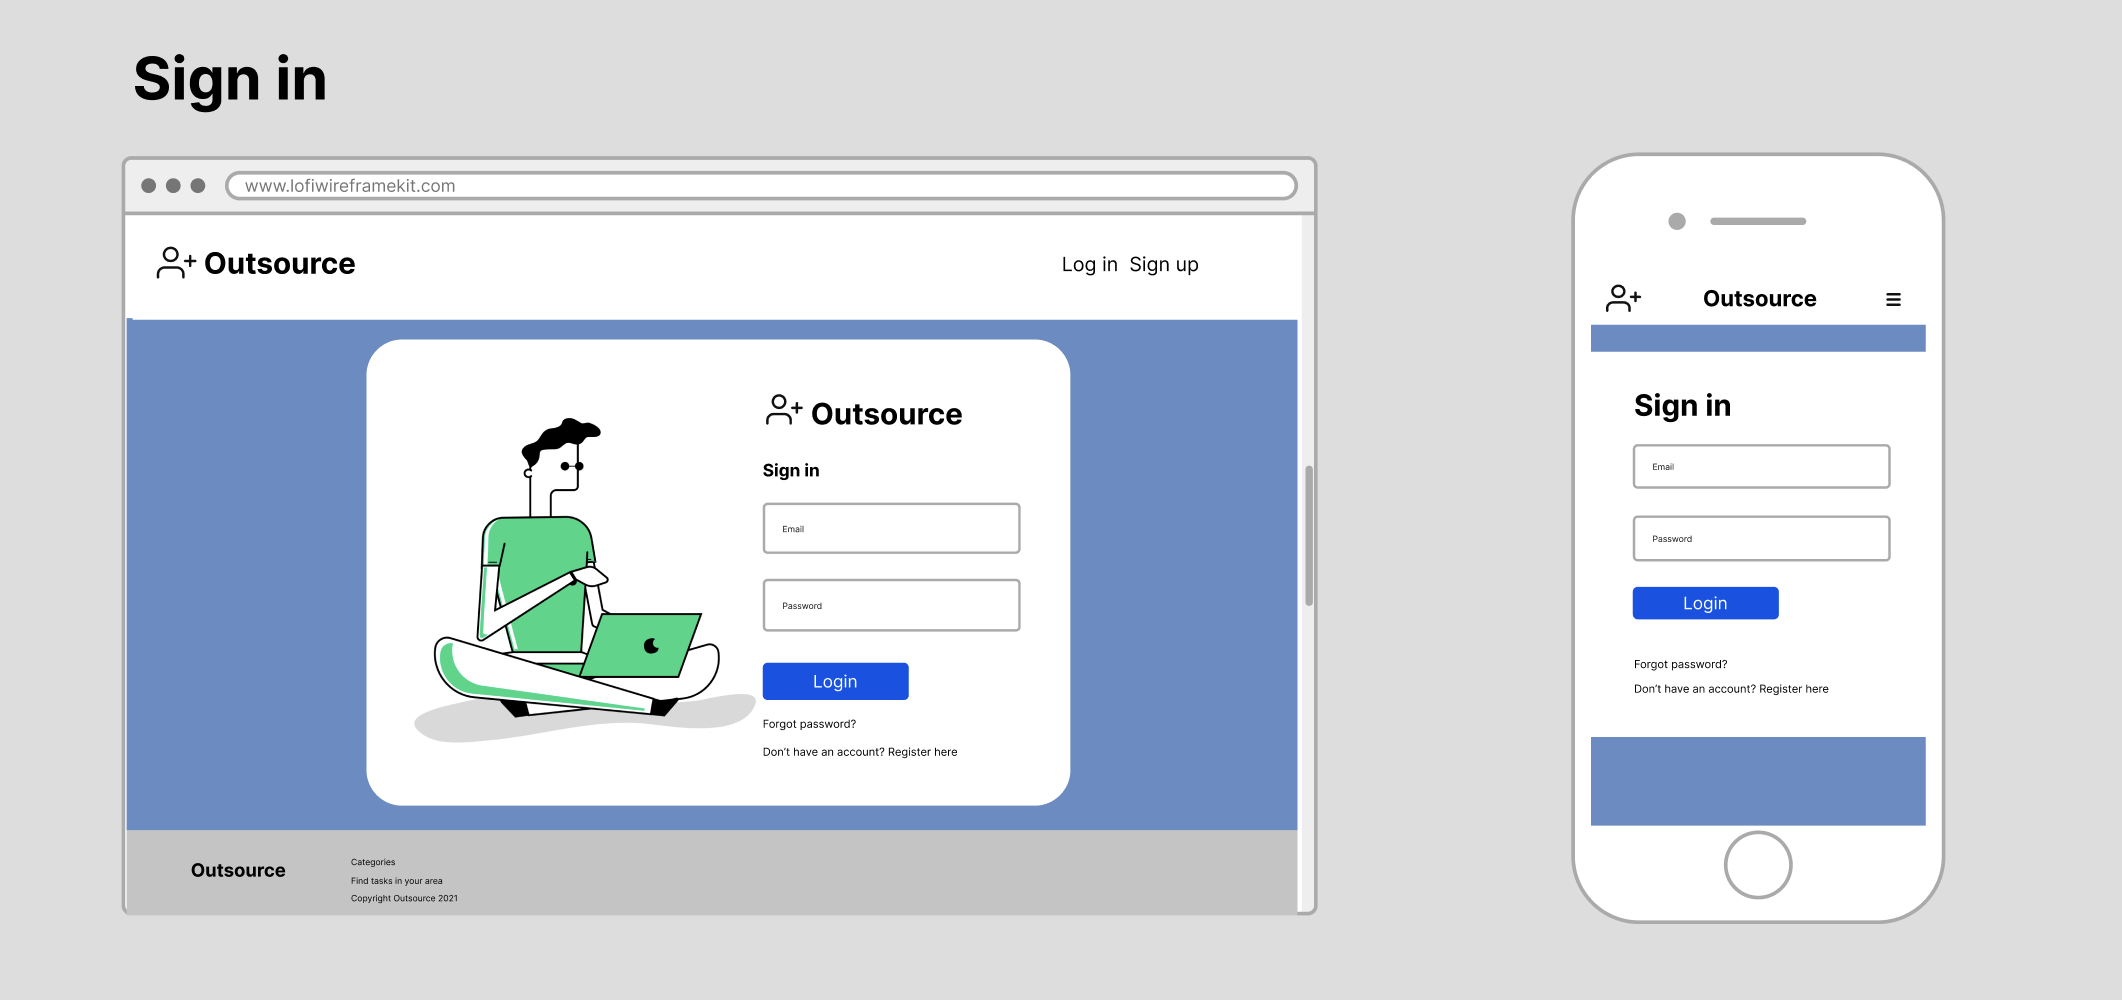 Sign in
www.lofiwireframekit.com
Outsource
Log in Sign up
Outsource
Sign in
Email
Password
Login
Forgot password?
Don't have an account? Register here
Outsource
Categories
Find tasks in your area
Copyright Outsource 2021
Outsource
Sign in
Email
Password
Login
Forgot password?
Don't have an account? Register here